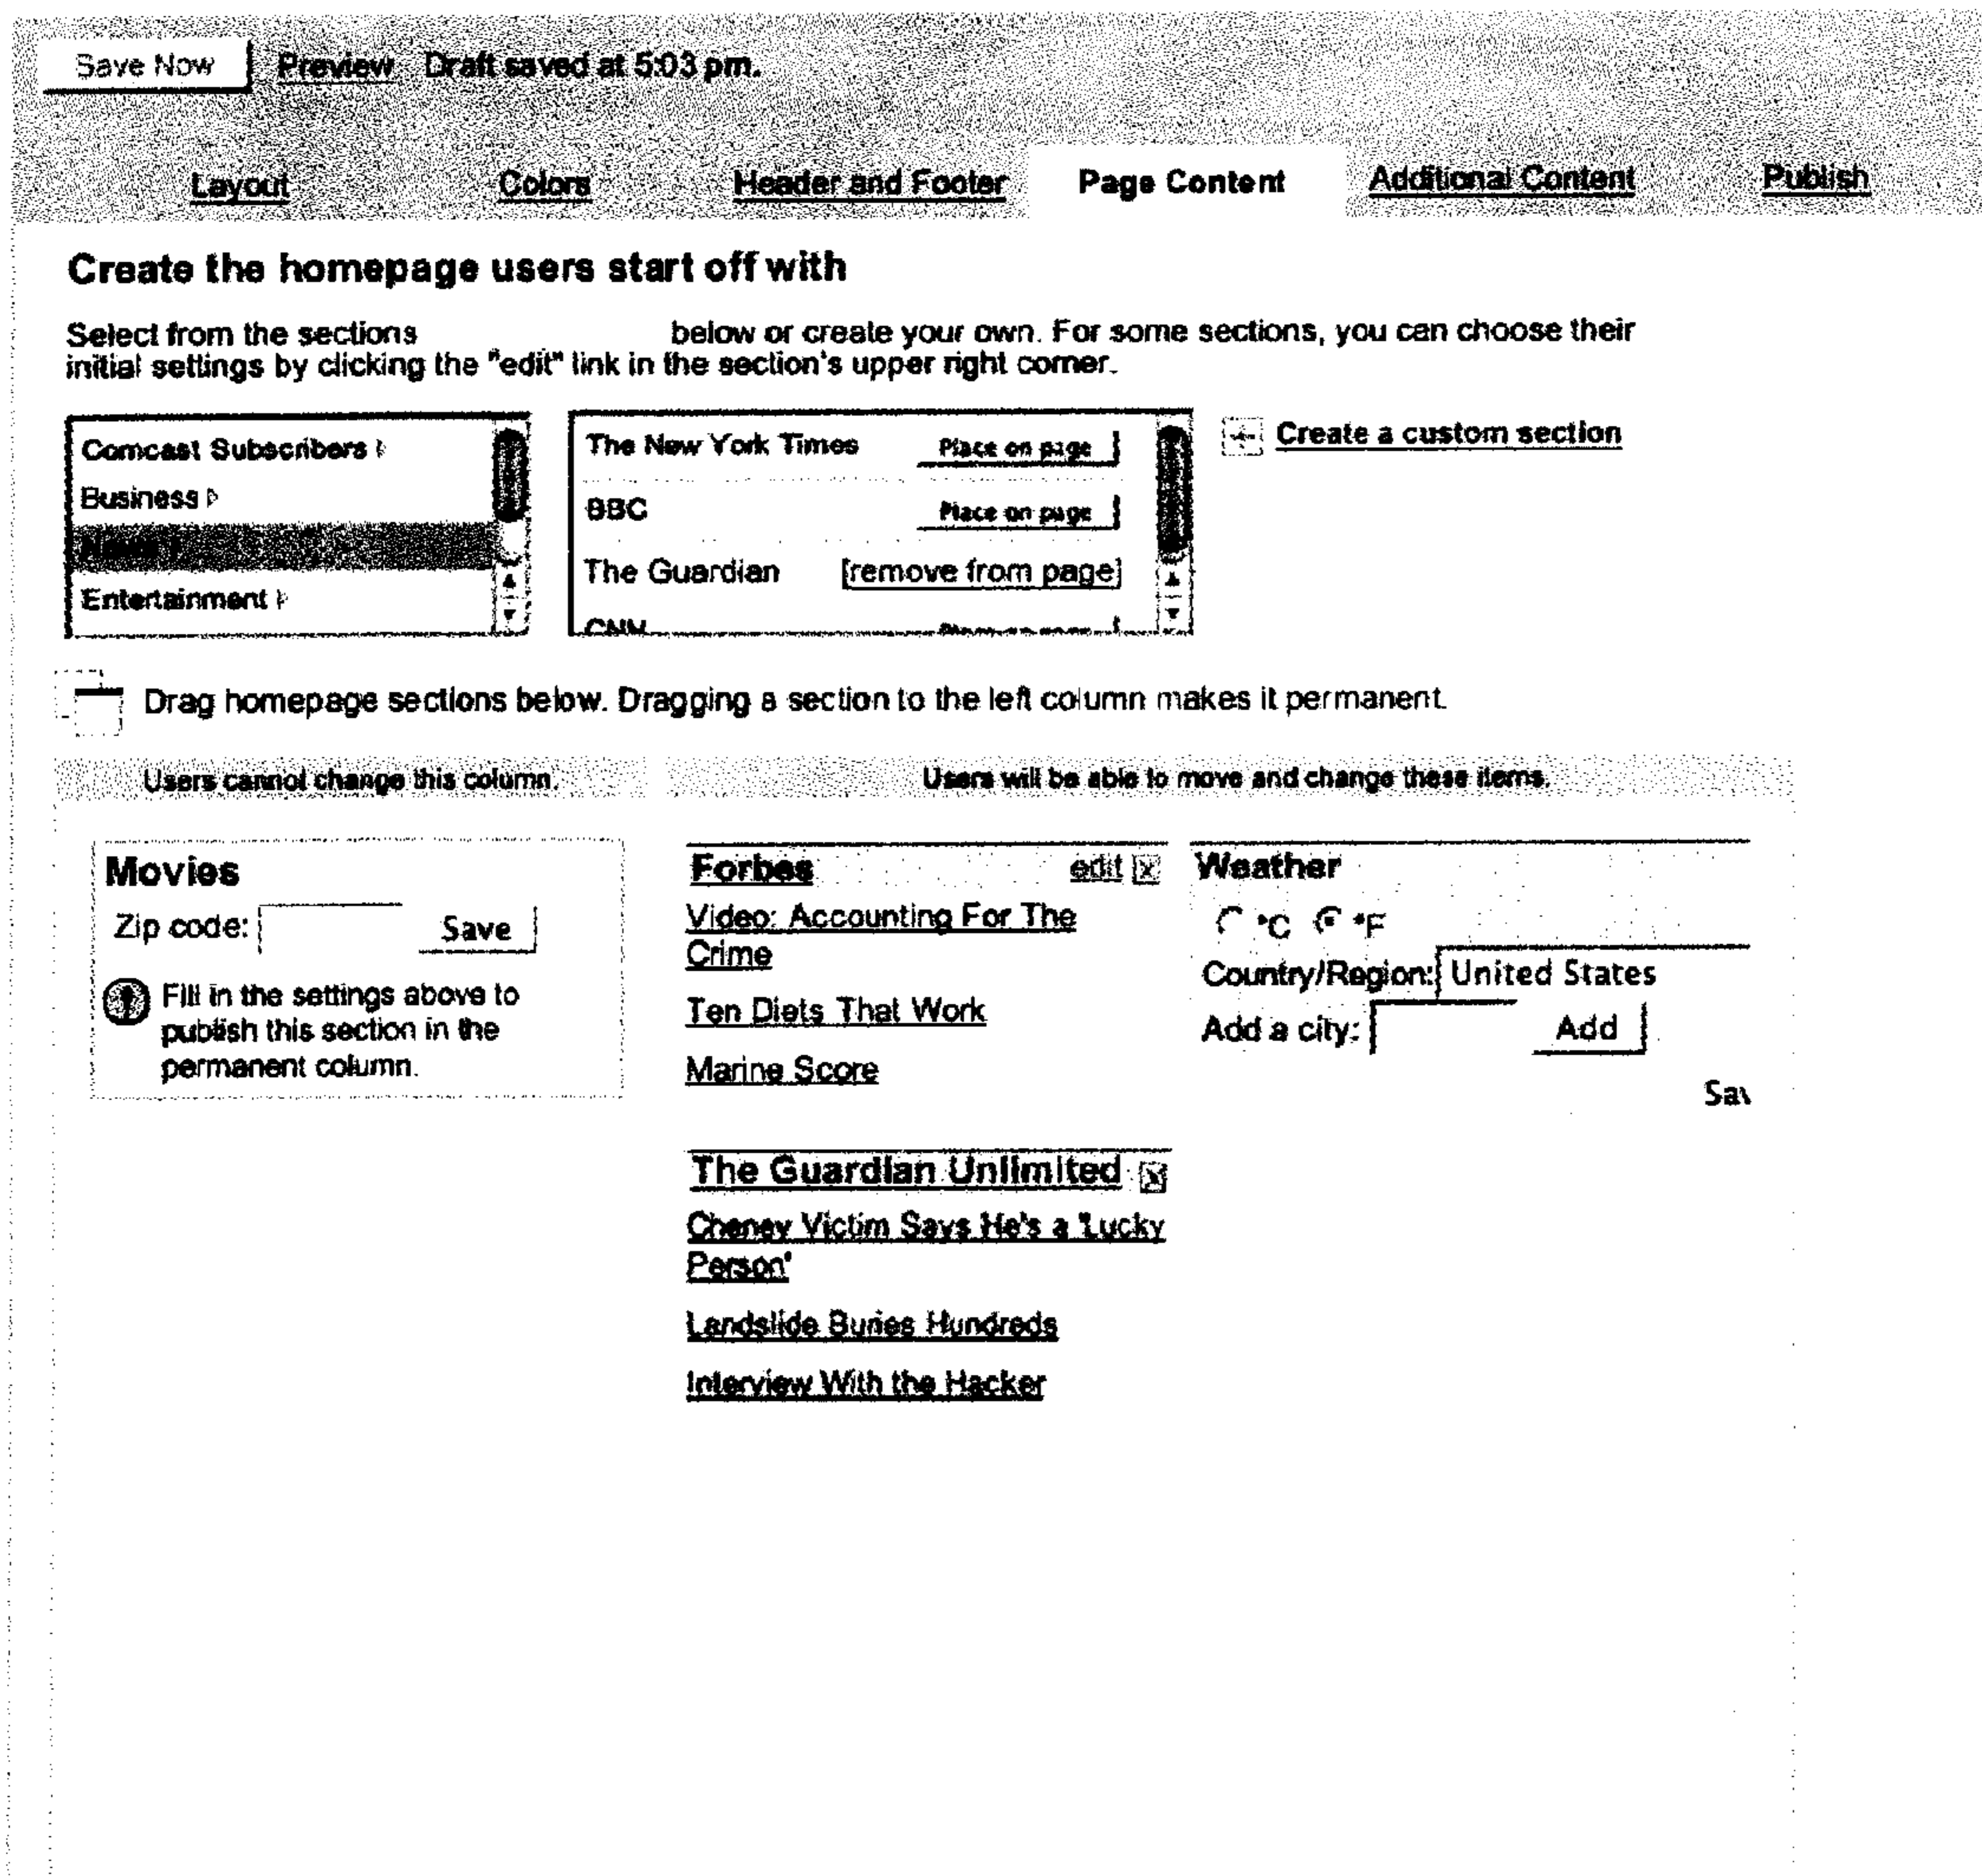 Save Now Preview Draft saved at 5:03 pm.
Layout Colors Header and Footer Page Content Additional Content Publish
Create the homepage users start off with
Select from the sections below or create your own. For some sections, you can choose their
initial settings by clicking the "edit" link in the section's upper right corner.
Comcast Subscribers
Business
News
Entertainment
The New York Times Place on page
BBC Place on page
The Guardian [remove from page]
CNN Place on page
Create a custom section
Drag homepage sections below. Dragging a section to the left column makes it permanent.
Users cannot change this column.
Users will be able to move and change these items.
Movies
Zip code: Save
Fill in the settings above to
publish this section in the
permanent column.
Forbes edit x
Video: Accounting For The
Crime
Ten Diets That Work
Marine Score
The Guardian Unlimited x
Cheney Victim Says He's a 'Lucky
Person'
Landslide Buries Hundreds
Interview With the Hacker
Weather
°C °F
Country/Region: United States
Add a city: Add
Sav